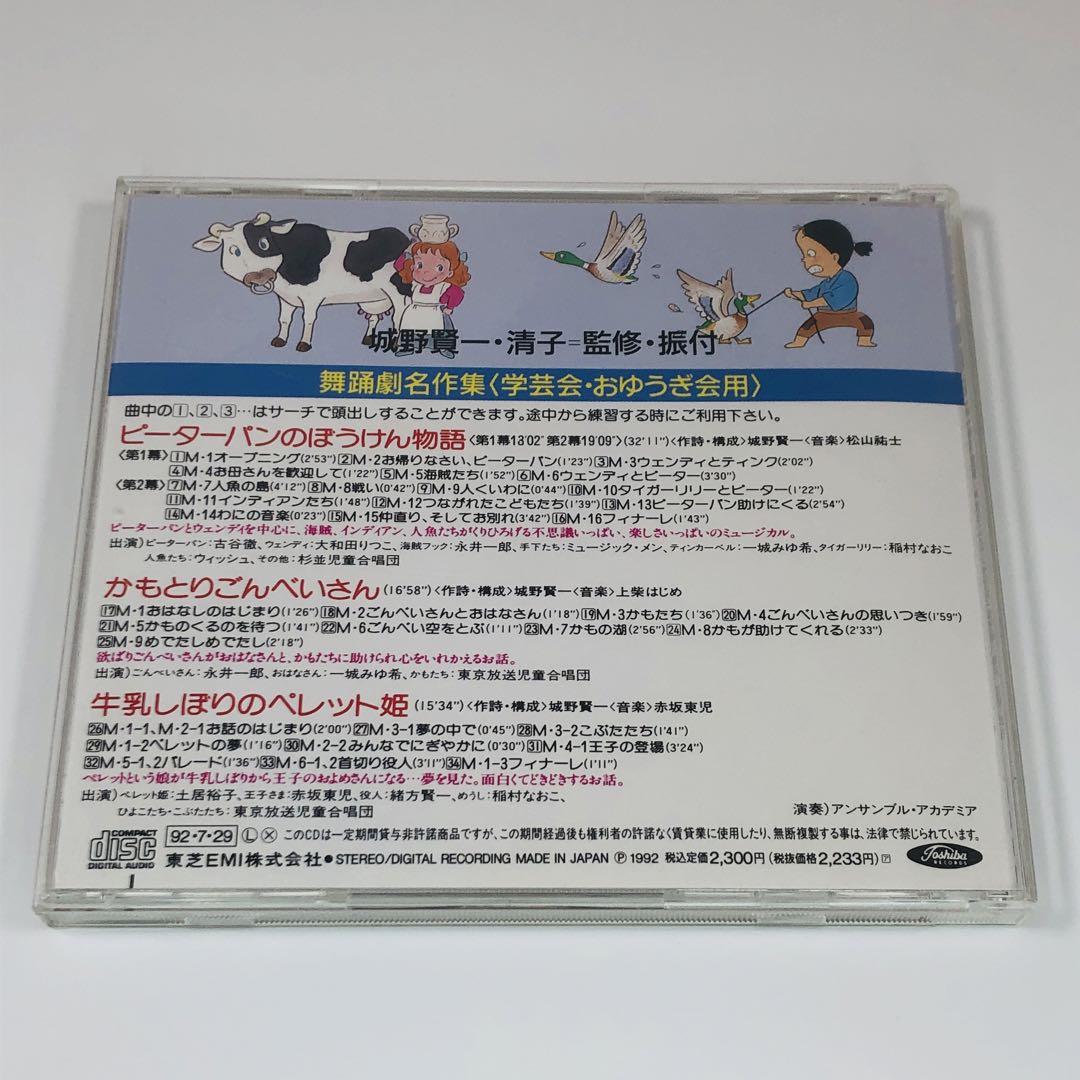 城野賢一・清子=監修・振付
舞踊劇名作集〈学芸会・おゆうぎ会用〉
曲中の①、②、③…はサーチで頭出しすることができます。途中から練習する時にご利用下さい。
ピーターパンのぼうけん物語〈第1幕13'02" 第2幕19'09"〉(32'11")〈作詩・構成〉城野賢一〈音楽〉松山祐士
〈第1幕〉①M・1オープニング(2'53")②M・2お帰りなさい、ピーターパン(1'23")③M・3ウェンディとティンク(2'02")
④M・4お母さんを歓迎して(1'22")⑤M・5海賊たち(1'52")⑥M・6ウェンディとピーター(3'30")
〈第2幕〉⑦M・7人魚の島(4'12")⑧M・8戦い(0'42")⑨M・9人くいわに(0'44")⑩M・10タイガーリリーとピーター(1'22")
⑪M・11インディアンたち(1'48")⑫M・12つながれたこどもたち(1'39")⑬M・13ピーターパン助けにくる(2'54")
⑭M・14わにの音楽(0'23")⑮M・15仲直り、そしてお別れ(3'42")⑯M・16フィナーレ(1'43")
ピーターパンとウェンディを中心に、海賊、インディアン、人魚たちがくりひろげる不思議いっぱい、楽しさいっぱいのミュージカル。
出演)ピーターパン:古谷徹、ウェンディ:大和田りつこ、海賊フック:永井一郎、手下たち:ミュージック・メン、ティンカーベル:一城みゆ希、タイガーリリー:稲村なおこ
人魚たち:ウィッシュ、その他:杉並児童合唱団
かもとりごんべいさん(16'58")〈作詩・構成〉城野賢一〈音楽〉上柴はじめ
⑰M・1おはなしのはじまり(1'26")⑱M・2ごんべいさんとおはなさん(1'18")⑲M・3かもたち(1'36")⑳M・4ごんべいさんの思いつき(1'59")
㉑M・5かものくるのを待つ(1'41")㉒M・6ごんべい空をとぶ(1'11")㉓M・7かもの湖(2'56")㉔M・8かもが助けてくれる(2'33")
㉕M・9めでたしめでたし(2'18")
欲ばりごんべいさんがおはなさんと、かもたちに助けられ心をいれかえるお話。
出演)ごんべいさん:永井一郎、おはなさん:一城みゆ希、かもたち:東京放送児童合唱団
牛乳しぼりのペレット姫(15'34")〈作詩・構成〉城野賢一〈音楽〉赤坂東児
㉖M・1-1、M・2-1お話のはじまり(2'00")㉗M・3-1夢の中で(0'45")㉘M・3-2こぶたたち(1'41")
㉙M・1-2ペレットの夢(1'16")㉚M・2-2みんなでにぎやかに(0'30")㉛M・4-1王子の登場(3'24")
㉜M・5-1、2パレード(1'36")㉝M・6-1、2首切り役人(3'11")㉞M・1-3フィナーレ(1'11")
ペレットという娘が牛乳しぼりから王子のおよめさんになる…夢を見た。面白くてどきどきするお話。
出演)ペレット姫:土居裕子、王子さま:赤坂東児、役人:緒方賢一、めうし:稲村なおこ、
ひよこたち・こぶたたち:東京放送児童合唱団
演奏)アンサンブル・アカデミア
COMPACT disc DIGITAL AUDIO
92・7・29 Ⓛ Ⓧ このCDは一定期間貸与非許諾商品ですが、この期間経過後も権利者の許諾なく賃貸業に使用したり、無断複製する事は、法律で禁じられています。
東芝EMI株式会社●STEREO/DIGITAL RECORDING MADE IN JAPAN Ⓟ 1992 税込定価2,300円(税抜価格2,233円)ア
Toshiba RECORDS